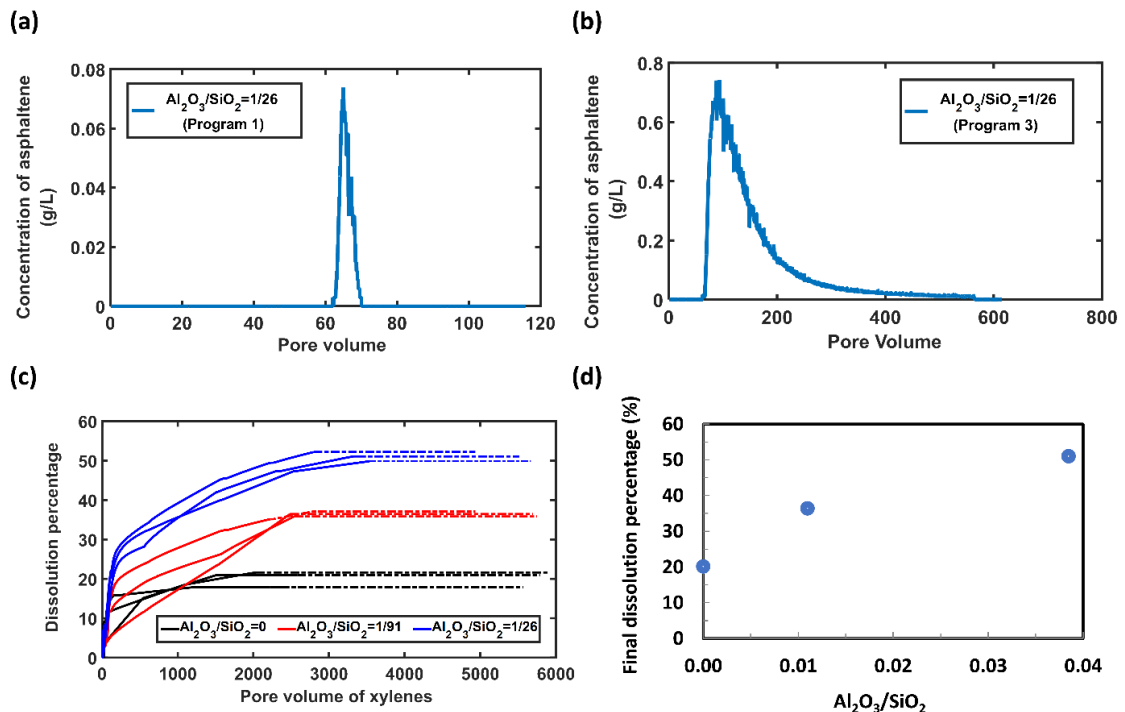 (a)
Concentration of asphaltene
(g/L)
0.08
0.06
0.04
0.02
0
Al₂O₃/SiO₂=1/26
(Program 1)
0 20 40 60 80 100 120
Pore volume
(b)
Concentration of asphaltene
(g/L)
0.8
0.6
0.4
0.2
0
Al₂O₃/SiO₂=1/26
(Program 3)
0 200 400 600 800
Pore Volume
(c)
Dissolution percentage
60
50
40
30
20
10
0
Al₂O₃/SiO₂=0 Al₂O₃/SiO₂=1/91 Al₂O₃/SiO₂=1/26
0 1000 2000 3000 4000 5000 6000
Pore volume of xylenes
(d)
Final dissolution percentage (%)
60
50
40
30
20
10
0
0.00 0.01 0.02 0.03 0.04
Al₂O₃/SiO₂